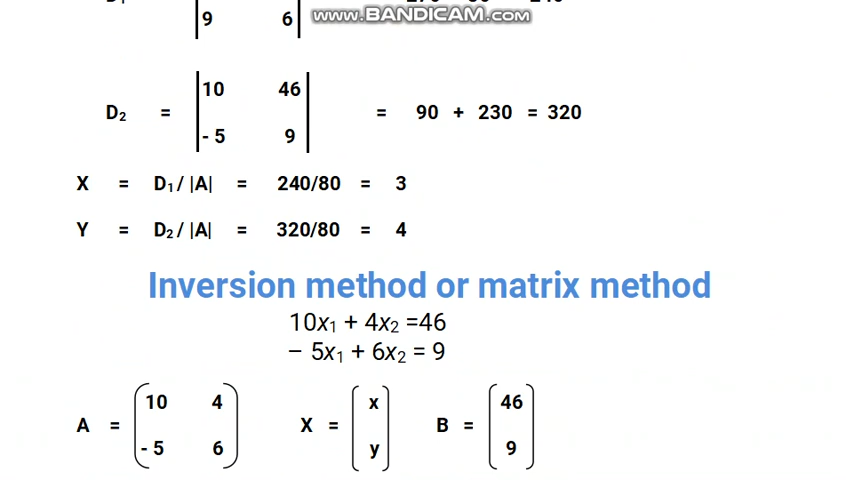 9 6
www.BANDICAM.com
10 46
D2 = = 90 + 230 = 320
- 5 9
X = D1 / |A| = 240/80 = 3
Y = D2 / |A| = 320/80 = 4
Inversion method or matrix method
10x1 + 4x2 =46
− 5x1 + 6x2 = 9
10 4 x 46
A = X = B =
- 5 6 y 9